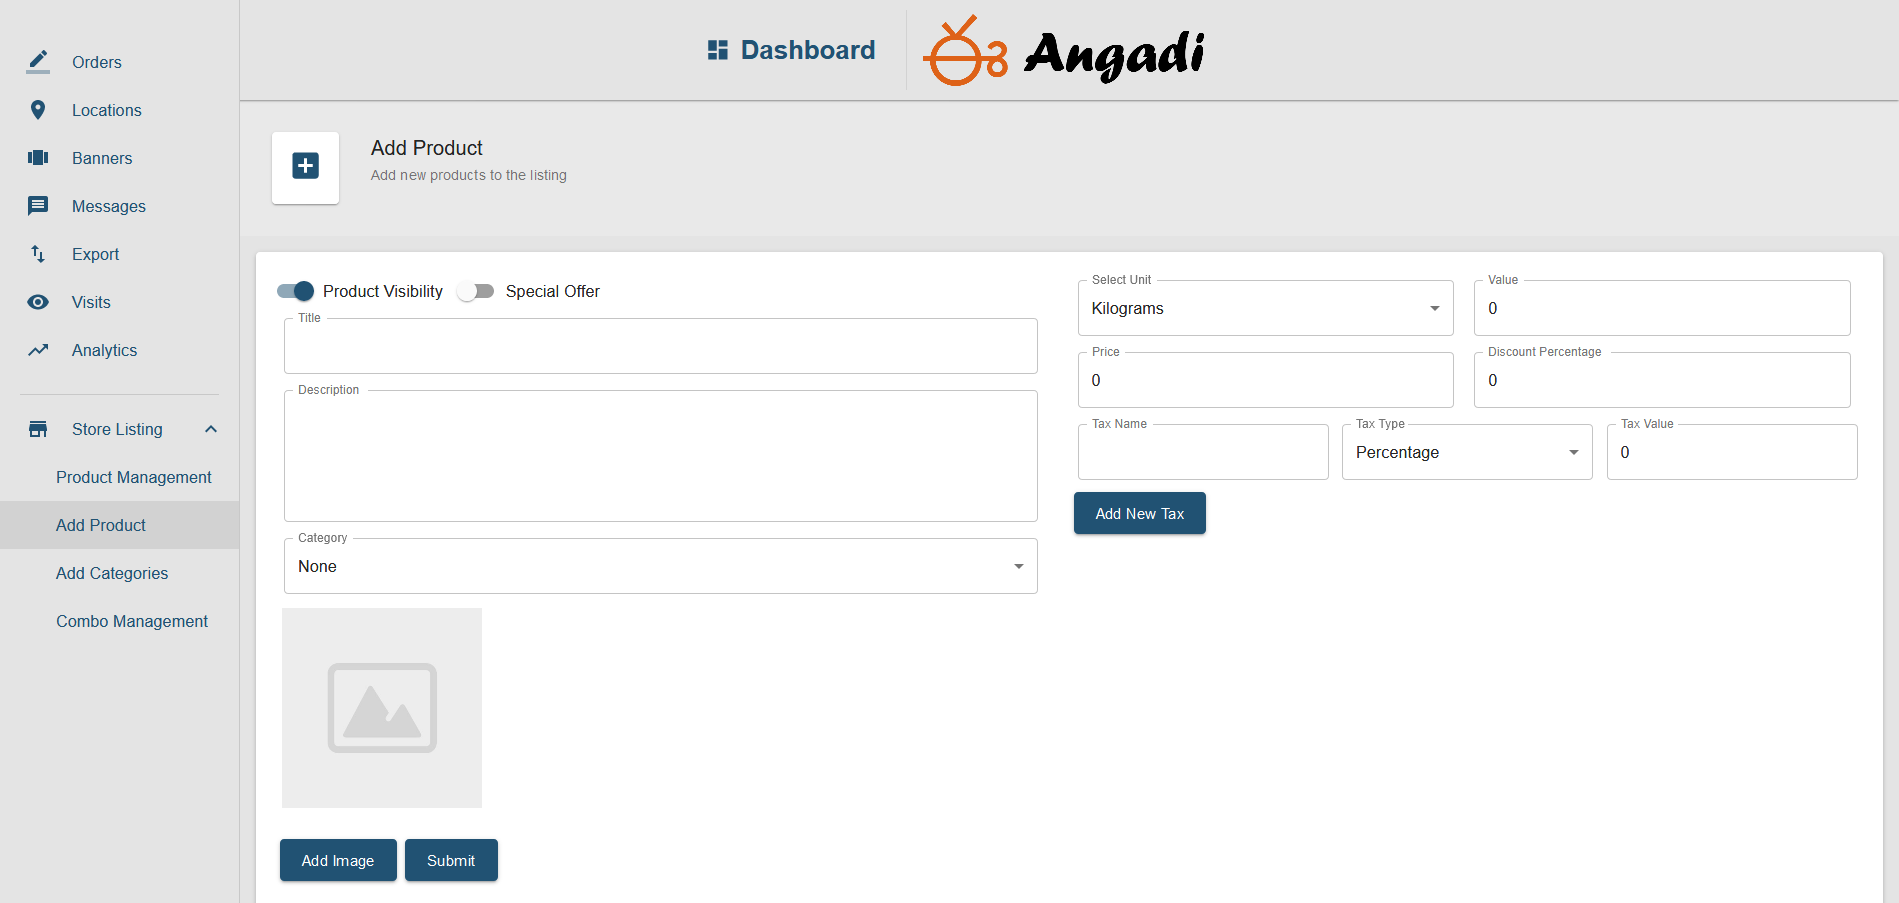 Orders
Locations
Banners
Messages
Export
Visits
Analytics
Store Listing
Product Management
Add Product
Add Categories
Combo Management
Dashboard
Angadi
Add Product
Add new products to the listing
Product Visibility
Special Offer
Title
Description
Category
None
Add Image
Submit
Select Unit
Kilograms
Value
0
Price
0
Discount Percentage
0
Tax Name
Tax Type
Percentage
Tax Value
0
Add New Tax